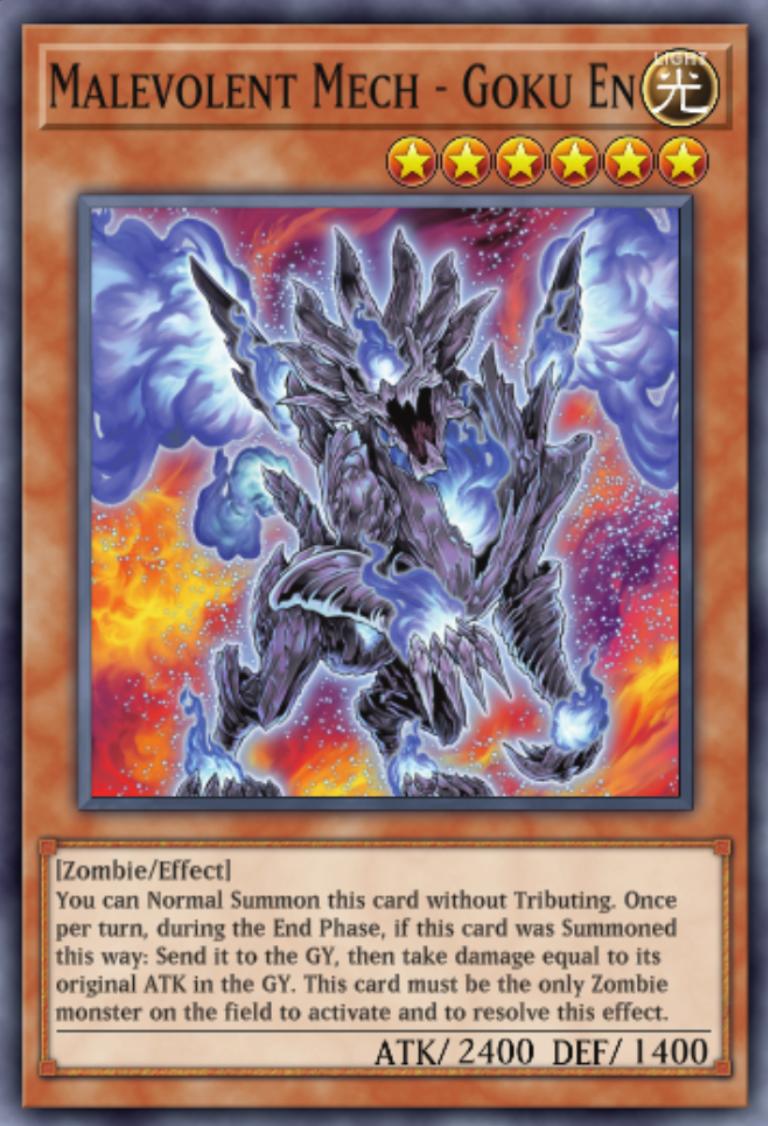 MALEVOLENT MECH - GOKU EN
LIGHT
光
[Zombie/Effect]
You can Normal Summon this card without Tributing. Once
per turn, during the End Phase, if this card was Summoned
this way: Send it to the GY, then take damage equal to its
original ATK in the GY. This card must be the only Zombie
monster on the field to activate and to resolve this effect.
ATK/ 2400 DEF/ 1400